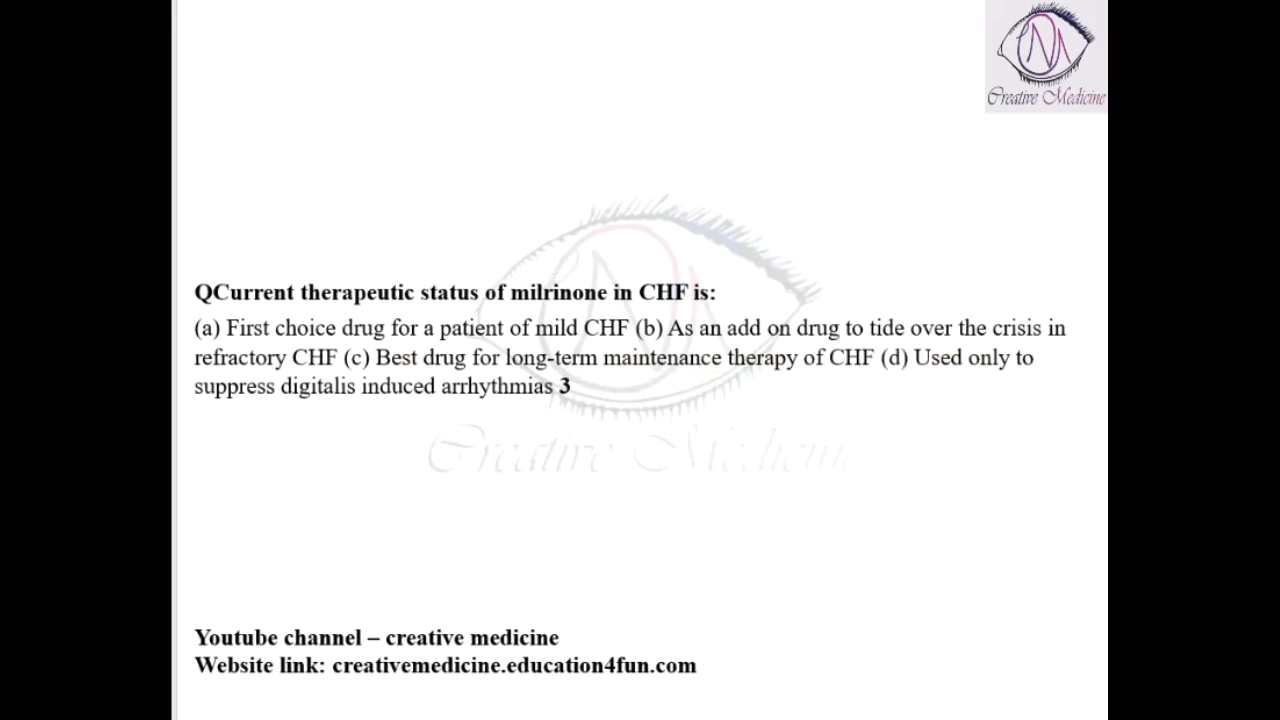 Creative Medicine
QCurrent therapeutic status of milrinone in CHF is:
(a) First choice drug for a patient of mild CHF (b) As an add on drug to tide over the crisis in
refractory CHF (c) Best drug for long-term maintenance therapy of CHF (d) Used only to
suppress digitalis induced arrhythmias 3
Creative Medicine
Youtube channel – creative medicine
Website link: creativemedicine.education4fun.com